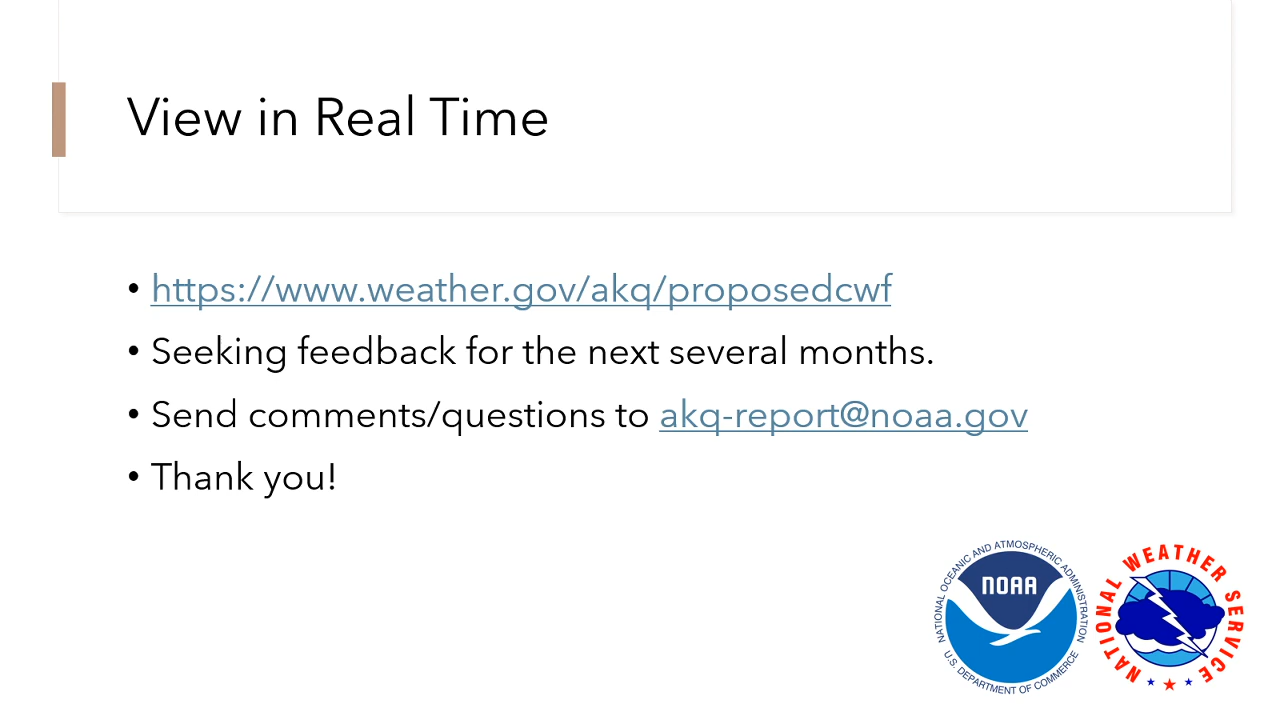 View in Real Time
• https://www.weather.gov/akq/proposedcwf
• Seeking feedback for the next several months.
• Send comments/questions to akq-report@noaa.gov
• Thank you!
NATIONAL OCEANIC AND ATMOSPHERIC ADMINISTRATION
NOAA
U.S. DEPARTMENT OF COMMERCE
NATIONAL WEATHER SERVICE